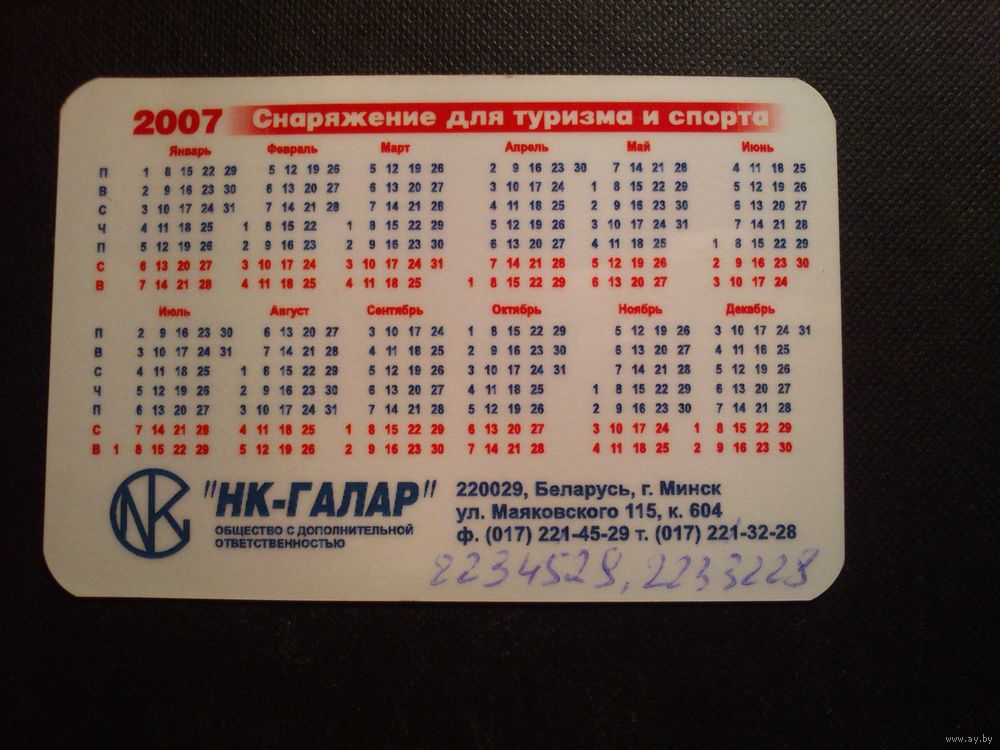 2007 Снаряжение для туризма и спорта
Январь Февраль Март Апрель Май Июнь
П 1 8 15 22 29 5 12 19 26 5 12 19 26 2 9 16 23 30 7 14 21 28 4 11 18 25
В 2 9 16 23 30 6 13 20 27 6 13 20 27 3 10 17 24 1 8 15 22 29 5 12 19 26
С 3 10 17 24 31 7 14 21 28 7 14 21 28 4 11 18 25 2 9 16 23 30 6 13 20 27
Ч 4 11 18 25 1 8 15 22 1 8 15 22 29 5 12 19 26 3 10 17 24 31 7 14 21 28
П 5 12 19 26 2 9 16 23 2 9 16 23 30 6 13 20 27 4 11 18 25 1 8 15 22 29
С 6 13 20 27 3 10 17 24 3 10 17 24 31 7 14 21 28 5 12 19 26 2 9 16 23 30
В 7 14 21 28 4 11 18 25 4 11 18 25 1 8 15 22 29 6 13 20 27 3 10 17 24
Июль Август Сентябрь Октябрь Ноябрь Декабрь
П 2 9 16 23 30 6 13 20 27 3 10 17 24 1 8 15 22 29 5 12 19 26 3 10 17 24 31
В 3 10 17 24 31 7 14 21 28 4 11 18 25 2 9 16 23 30 6 13 20 27 4 11 18 25
С 4 11 18 25 1 8 15 22 29 5 12 19 26 3 10 17 24 31 7 14 21 28 5 12 19 26
Ч 5 12 19 26 2 9 16 23 30 6 13 20 27 4 11 18 25 1 8 15 22 29 6 13 20 27
П 6 13 20 27 3 10 17 24 31 7 14 21 28 5 12 19 26 2 9 16 23 30 7 14 21 28
С 7 14 21 28 4 11 18 25 1 8 15 22 29 6 13 20 27 3 10 17 24 1 8 15 22 29
В 1 8 15 22 29 5 12 19 26 2 9 16 23 30 7 14 21 28 4 11 18 25 2 9 16 23 30
"НК-ГАЛАР"
ОБЩЕСТВО С ДОПОЛНИТЕЛЬНОЙ
ОТВЕТСТВЕННОСТЬЮ
220029, Беларусь, г. Минск
ул. Маяковского 115, к. 604
ф. (017) 221-45-29 т. (017) 221-32-28
2234529, 2233228
www.ay.by